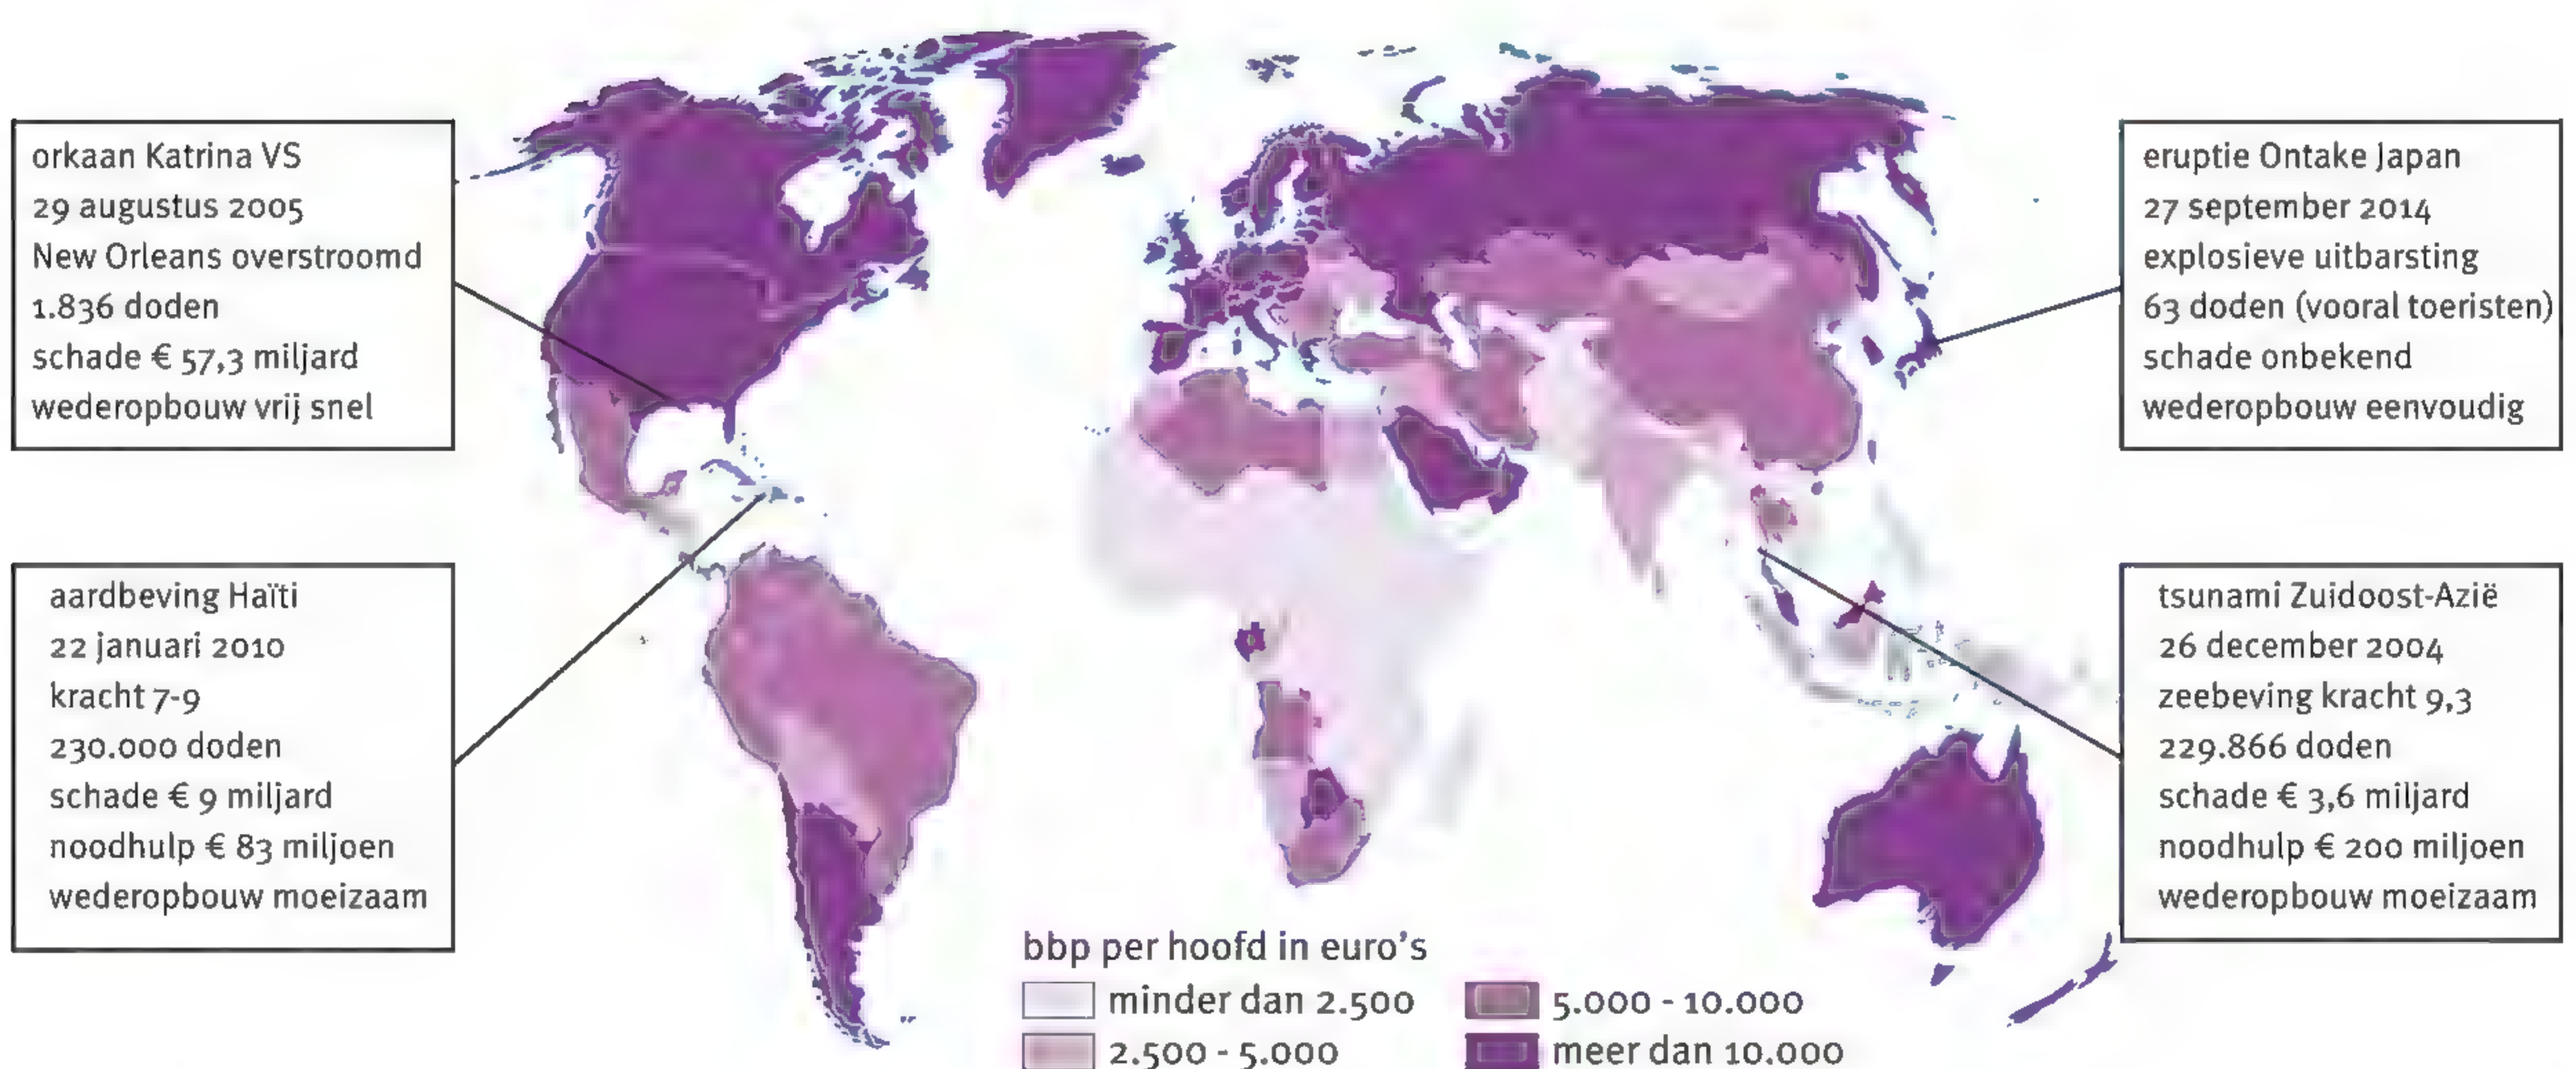 orkaan Katrina VS
29 augustus 2005
New Orleans overstroomd
1.836 doden
schade € 57,3 miljard
wederopbouw vrij snel
aardbeving Haïti
22 januari 2010
kracht 7-9
230.000 doden
schade € 9 miljard
noodhulp € 83 miljoen
wederopbouw moeizaam
eruptie Ontake Japan
27 september 2014
explosieve uitbarsting
63 doden (vooral toeristen)
schade onbekend
wederopbouw eenvoudig
tsunami Zuidoost-Azië
26 december 2004
zeebeving kracht 9,3
229.866 doden
schade € 3,6 miljard
noodhulp € 200 miljoen
wederopbouw moeizaam
bbp per hoofd in euro's
minder dan 2.500
2.500 - 5.000
5.000 - 10.000
meer dan 10.000